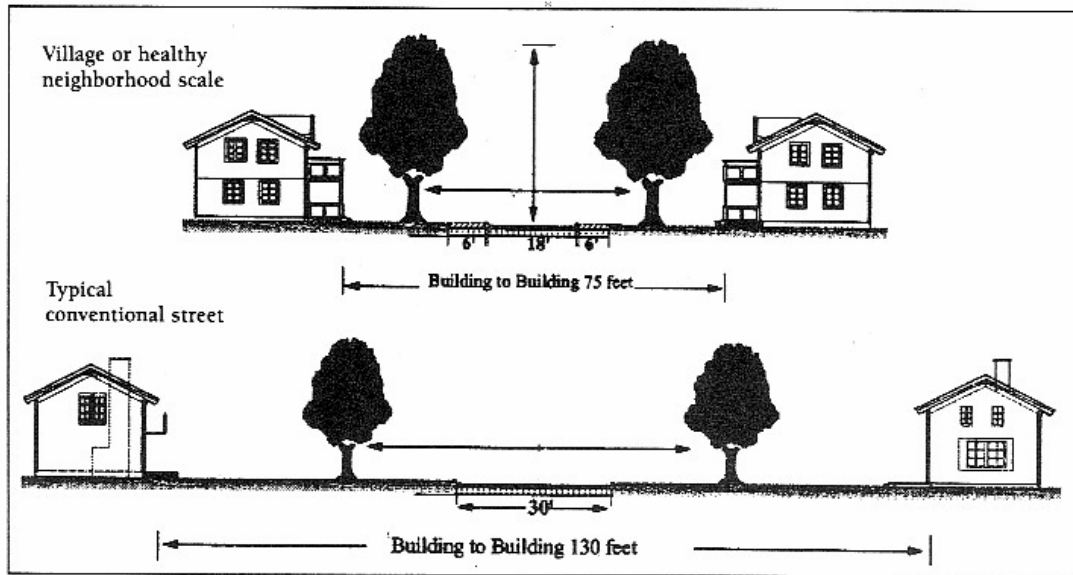 Village or healthy
neighborhood scale
6' 18' 6'
Building to Building 75 feet
Typical
conventional street
30'
Building to Building 130 feet